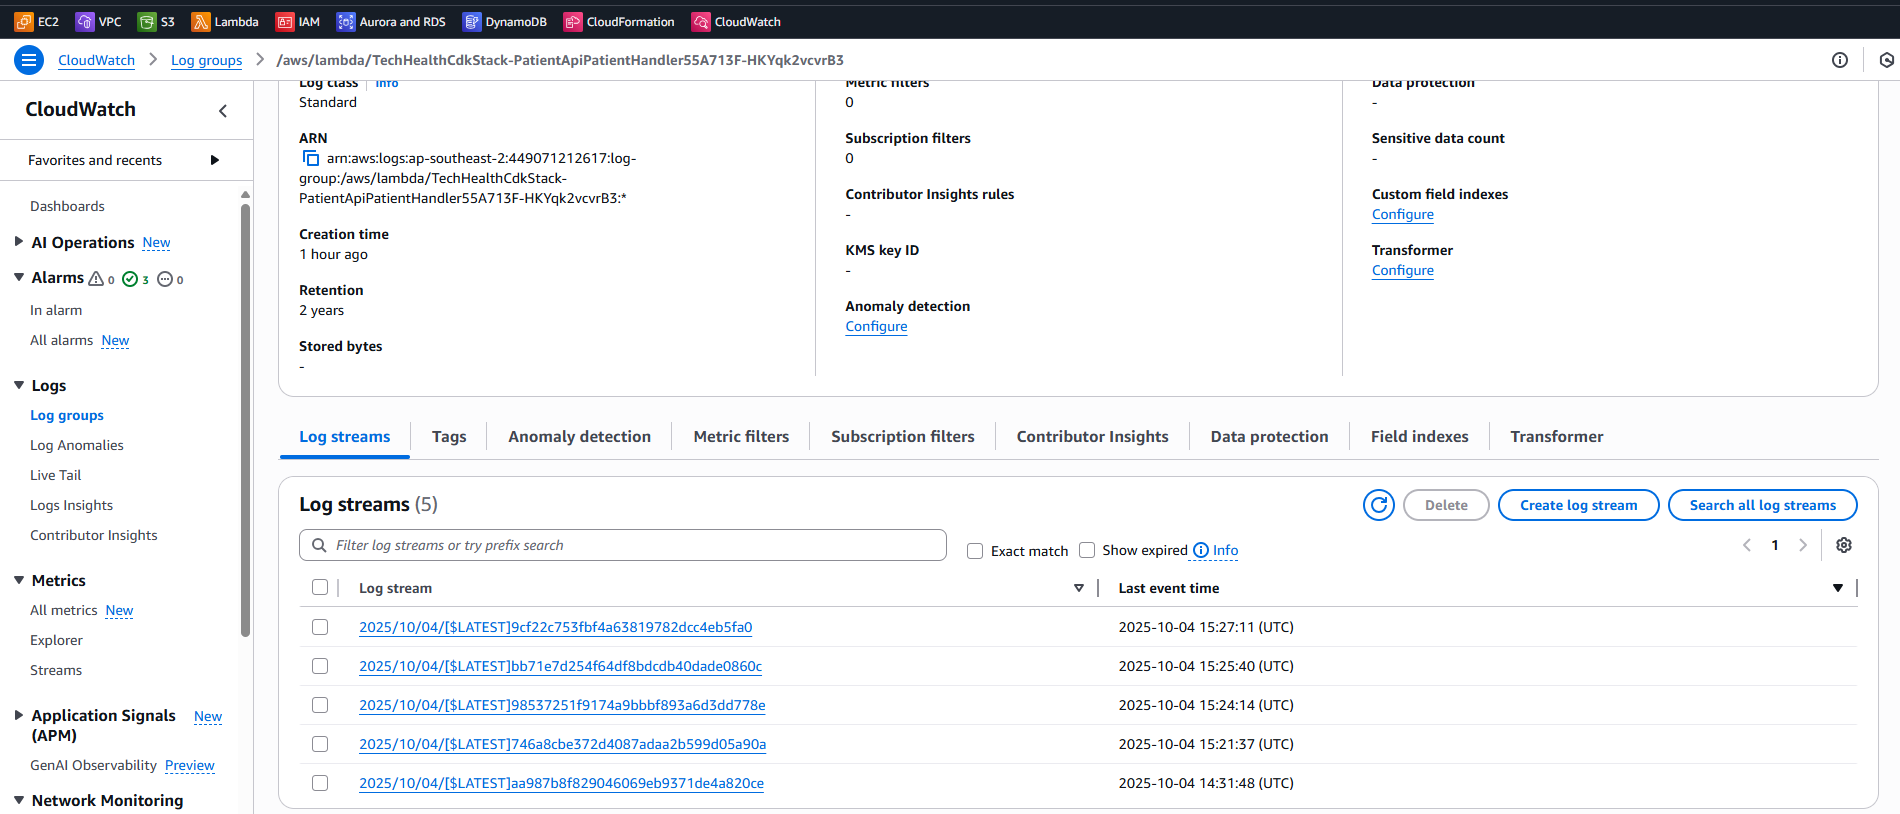 EC2 VPC S3 Lambda IAM Aurora and RDS DynamoDB CloudFormation CloudWatch
CloudWatch Log groups /aws/lambda/TechHealthCdkStack-PatientApiPatientHandler55A713F-HKYqk2vcvrB3
CloudWatch
Favorites and recents
Dashboards
AI Operations New
Alarms 0 3 0
In alarm
All alarms New
Logs
Log groups
Log Anomalies
Live Tail
Logs Insights
Contributor Insights
Metrics
All metrics New
Explorer
Streams
Application Signals New
(APM)
GenAI Observability Preview
Network Monitoring
Log class Info
Standard
ARN
arn:aws:logs:ap-southeast-2:449071212617:log-
group:/aws/lambda/TechHealthCdkStack-
PatientApiPatientHandler55A713F-HKYqk2vcvrB3:*
Creation time
1 hour ago
Retention
2 years
Stored bytes
-
Metric filters
0
Subscription filters
0
Contributor Insights rules
-
KMS key ID
-
Anomaly detection
Configure
Data protection
-
Sensitive data count
-
Custom field indexes
Configure
Transformer
Configure
Log streams Tags Anomaly detection Metric filters Subscription filters Contributor Insights Data protection Field indexes Transformer
Log streams (5) Delete Create log stream Search all log streams
Filter log streams or try prefix search Exact match Show expired Info 1
Log stream Last event time
2025/10/04/[$LATEST]9cf22c753fbf4a63819782dcc4eb5fa0 2025-10-04 15:27:11 (UTC)
2025/10/04/[$LATEST]bb71e7d254f64df8bdcdb40dade0860c 2025-10-04 15:25:40 (UTC)
2025/10/04/[$LATEST]98537251f9174a9bbbf893a6d3dd778e 2025-10-04 15:24:14 (UTC)
2025/10/04/[$LATEST]746a8cbe372d4087adaa2b599d05a90a 2025-10-04 15:21:37 (UTC)
2025/10/04/[$LATEST]aa987b8f829046069eb9371de4a820ce 2025-10-04 14:31:48 (UTC)